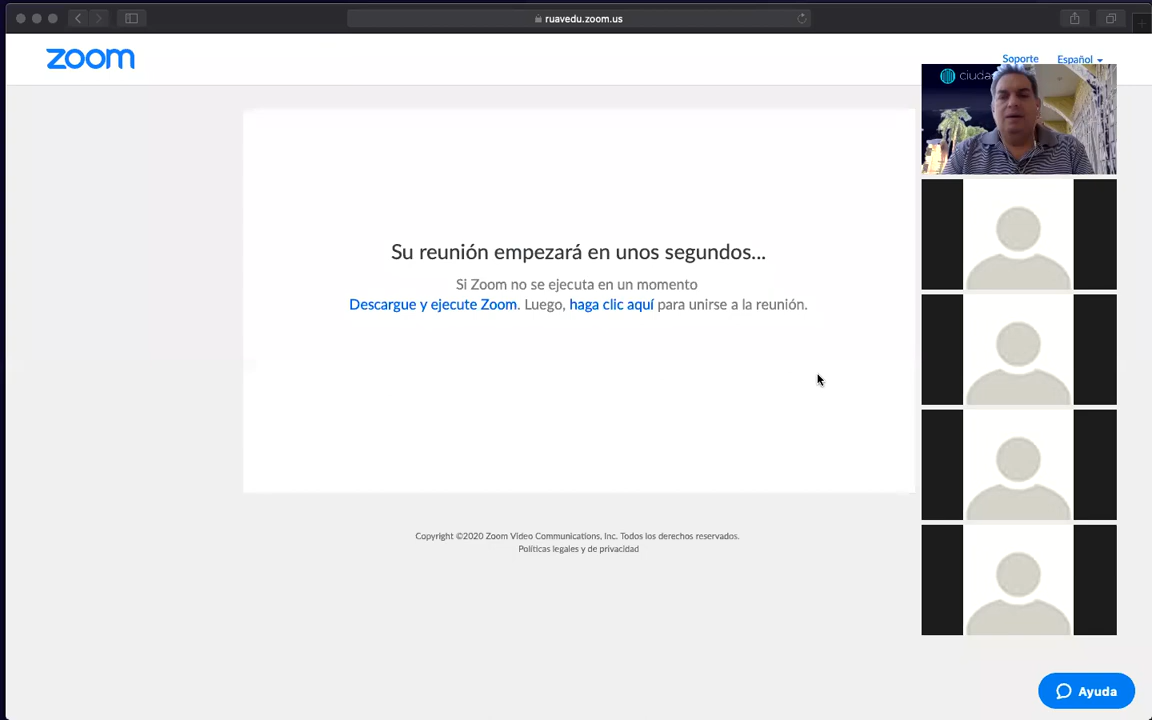 ruavedu.zoom.us
zoom
Soporte
Español
Su reunión empezará en unos segundos...
Si Zoom no se ejecuta en un momento
Descargue y ejecute Zoom. Luego, haga clic aquí para unirse a la reunión.
Copyright ©2020 Zoom Video Communications, Inc. Todos los derechos reservados.
Políticas legales y de privacidad
Ayuda